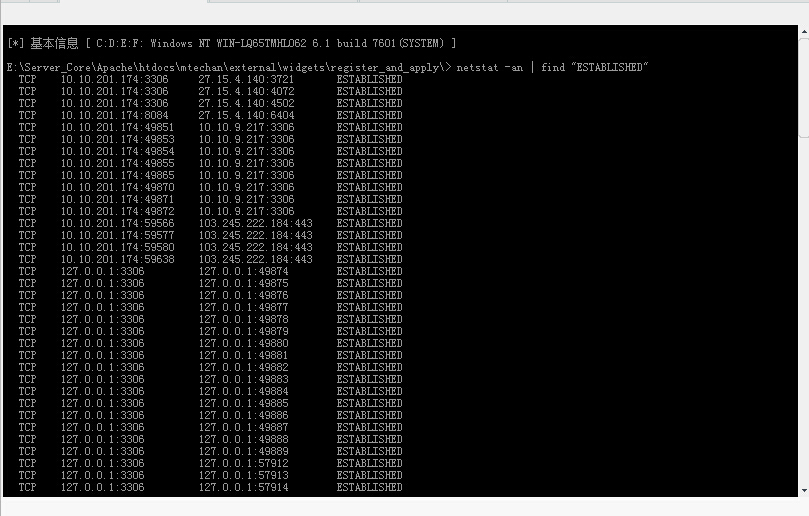 [*] 基本信息 [ C:D:E:F: Windows NT WIN-LQ65TMHLO62 6.1 build 7601(SYSTEM) ]
E:\Server_Core\Apache\htdocs\mtechan\external\widgets\register_and_apply\> netstat -an | find "ESTABLISHED"
TCP 10.10.201.174:3306 27.15.4.140:3721 ESTABLISHED
TCP 10.10.201.174:3306 27.15.4.140:4072 ESTABLISHED
TCP 10.10.201.174:3306 27.15.4.140:4502 ESTABLISHED
TCP 10.10.201.174:8084 27.15.4.140:6404 ESTABLISHED
TCP 10.10.201.174:49851 10.10.9.217:3306 ESTABLISHED
TCP 10.10.201.174:49853 10.10.9.217:3306 ESTABLISHED
TCP 10.10.201.174:49854 10.10.9.217:3306 ESTABLISHED
TCP 10.10.201.174:49855 10.10.9.217:3306 ESTABLISHED
TCP 10.10.201.174:49865 10.10.9.217:3306 ESTABLISHED
TCP 10.10.201.174:49870 10.10.9.217:3306 ESTABLISHED
TCP 10.10.201.174:49871 10.10.9.217:3306 ESTABLISHED
TCP 10.10.201.174:49872 10.10.9.217:3306 ESTABLISHED
TCP 10.10.201.174:59566 103.245.222.184:443 ESTABLISHED
TCP 10.10.201.174:59577 103.245.222.184:443 ESTABLISHED
TCP 10.10.201.174:59580 103.245.222.184:443 ESTABLISHED
TCP 10.10.201.174:59638 103.245.222.184:443 ESTABLISHED
TCP 127.0.0.1:3306 127.0.0.1:49874 ESTABLISHED
TCP 127.0.0.1:3306 127.0.0.1:49875 ESTABLISHED
TCP 127.0.0.1:3306 127.0.0.1:49876 ESTABLISHED
TCP 127.0.0.1:3306 127.0.0.1:49877 ESTABLISHED
TCP 127.0.0.1:3306 127.0.0.1:49878 ESTABLISHED
TCP 127.0.0.1:3306 127.0.0.1:49879 ESTABLISHED
TCP 127.0.0.1:3306 127.0.0.1:49880 ESTABLISHED
TCP 127.0.0.1:3306 127.0.0.1:49881 ESTABLISHED
TCP 127.0.0.1:3306 127.0.0.1:49882 ESTABLISHED
TCP 127.0.0.1:3306 127.0.0.1:49883 ESTABLISHED
TCP 127.0.0.1:3306 127.0.0.1:49884 ESTABLISHED
TCP 127.0.0.1:3306 127.0.0.1:49885 ESTABLISHED
TCP 127.0.0.1:3306 127.0.0.1:49886 ESTABLISHED
TCP 127.0.0.1:3306 127.0.0.1:49887 ESTABLISHED
TCP 127.0.0.1:3306 127.0.0.1:49888 ESTABLISHED
TCP 127.0.0.1:3306 127.0.0.1:49889 ESTABLISHED
TCP 127.0.0.1:3306 127.0.0.1:57912 ESTABLISHED
TCP 127.0.0.1:3306 127.0.0.1:57913 ESTABLISHED
TCP 127.0.0.1:3306 127.0.0.1:57914 ESTABLISHED